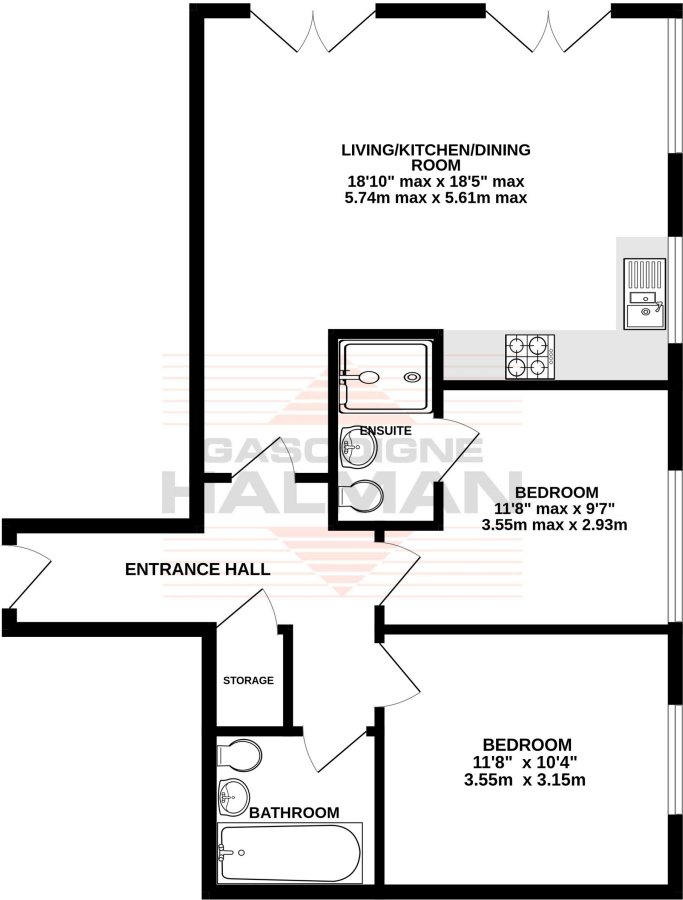 LIVING/KITCHEN/DINING
ROOM
18'10" max x 18'5" max
5.74m max x 5.61m max
ENSUITE
GASCOIGNE
HALMAN
BEDROOM
11'8" max x 9'7"
3.55m max x 2.93m
ENTRANCE HALL
STORAGE
BEDROOM
11'8" x 10'4"
3.55m x 3.15m
BATHROOM